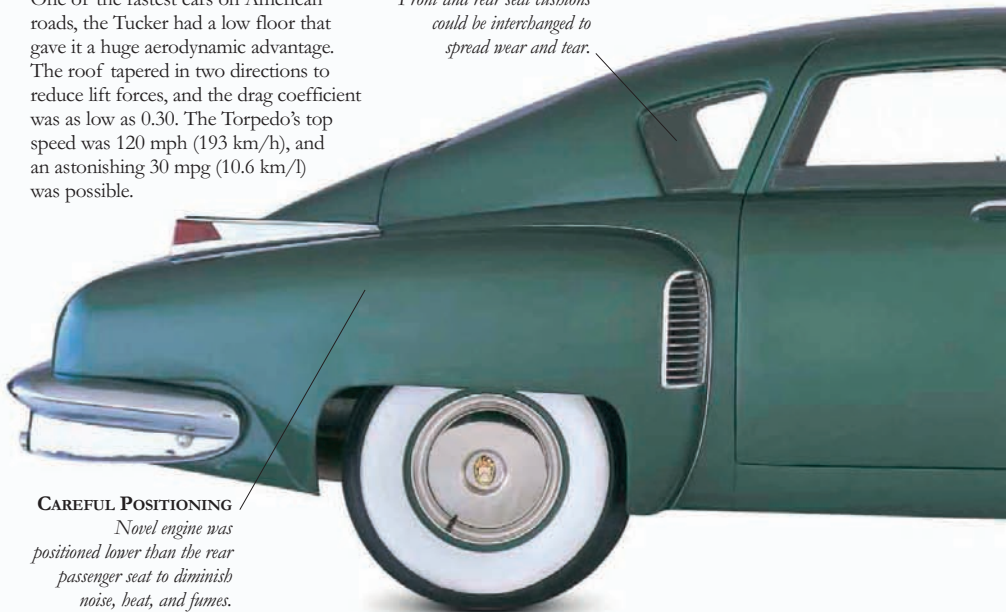 One of the fastest cars on American
roads, the Tucker had a low floor that
gave it a huge aerodynamic advantage.
The roof tapered in two directions to
reduce lift forces, and the drag coefficient
was as low as 0.30. The Torpedo's top
speed was 120 mph (193 km/h), and
an astonishing 30 mpg (10.6 km/l)
was possible.
Front and rear seat cushions
could be interchanged to
spread wear and tear.
CAREFUL POSITIONING
Novel engine was
positioned lower than the rear
passenger seat to diminish
noise, heat, and fumes.